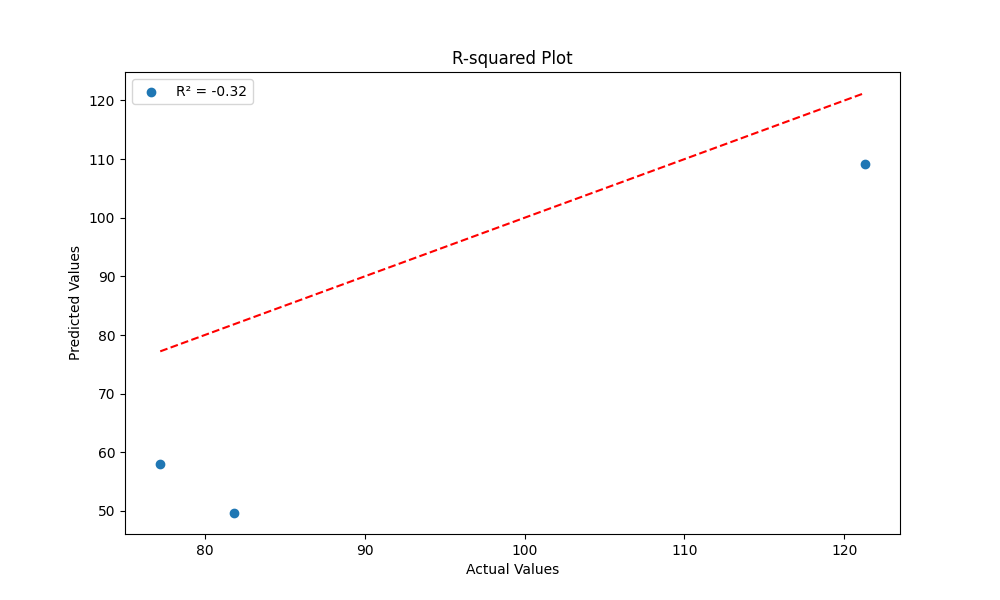 R-squared Plot
R² = -0.32
120
110
100
90
80
70
60
50
Predicted Values
80 90 100 110 120
Actual Values